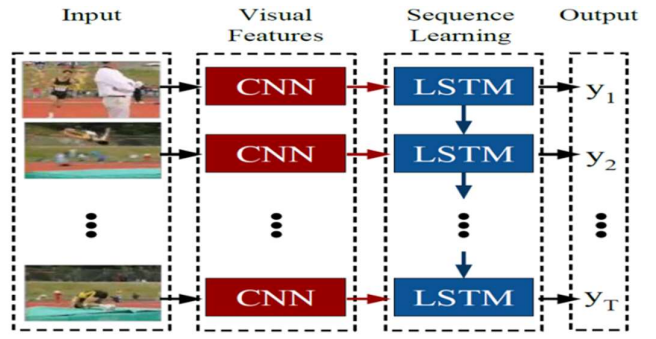 Input
Visual
Features
Sequence
Learning
Output
CNN
LSTM
y1
CNN
LSTM
y2
CNN
LSTM
yT